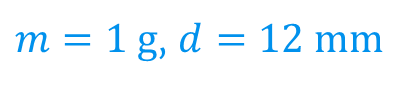 m = 1 g, d = 12 mm